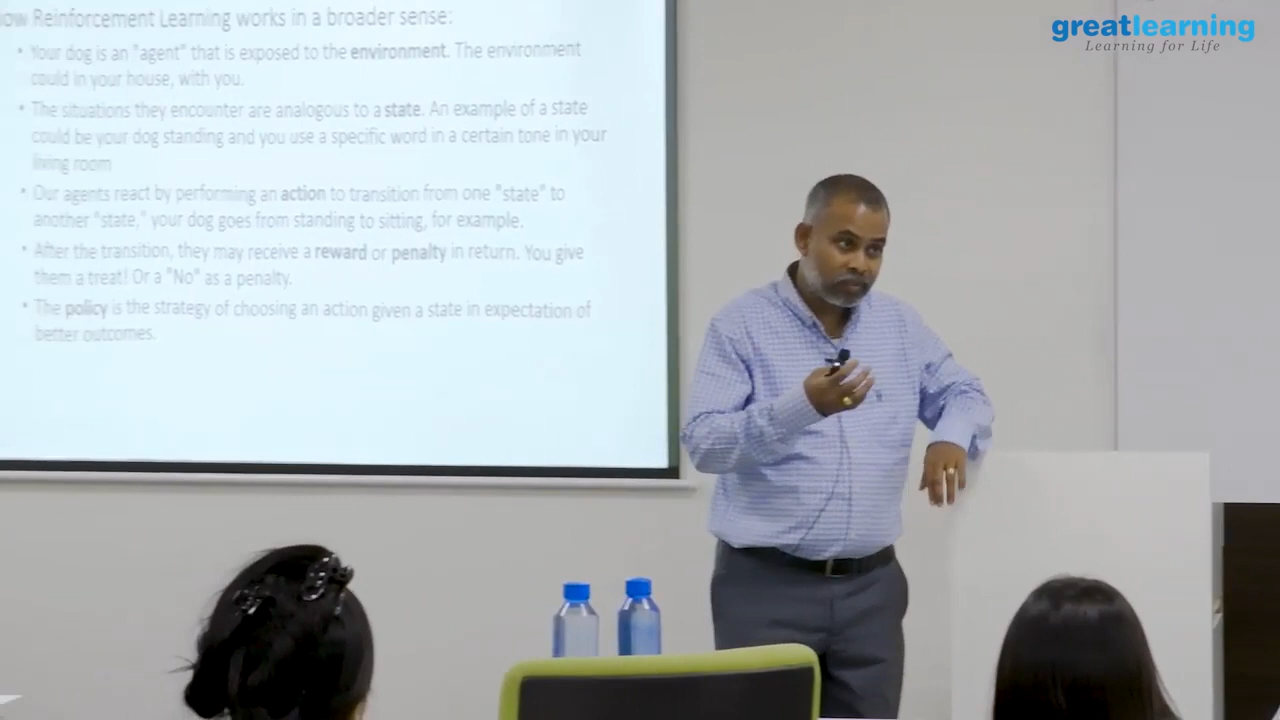 greatlearning
Learning for Life
Reinforcement Learning works in a broader sense:
• Your dog is an "agent" that is exposed to the environment. The environment
could in your house, with you.
• The situations they encounter are analogous to a state. An example of a state
could be your dog standing and you use a specific word in a certain tone in your
living room
• Our agents react by performing an action to transition from one "state" to
another "state," your dog goes from standing to sitting, for example.
• After the transition, they may receive a reward or penalty in return. You give
them a treat! Or a "No" as a penalty.
• The policy is the strategy of choosing an action given a state in expectation of
better outcomes.